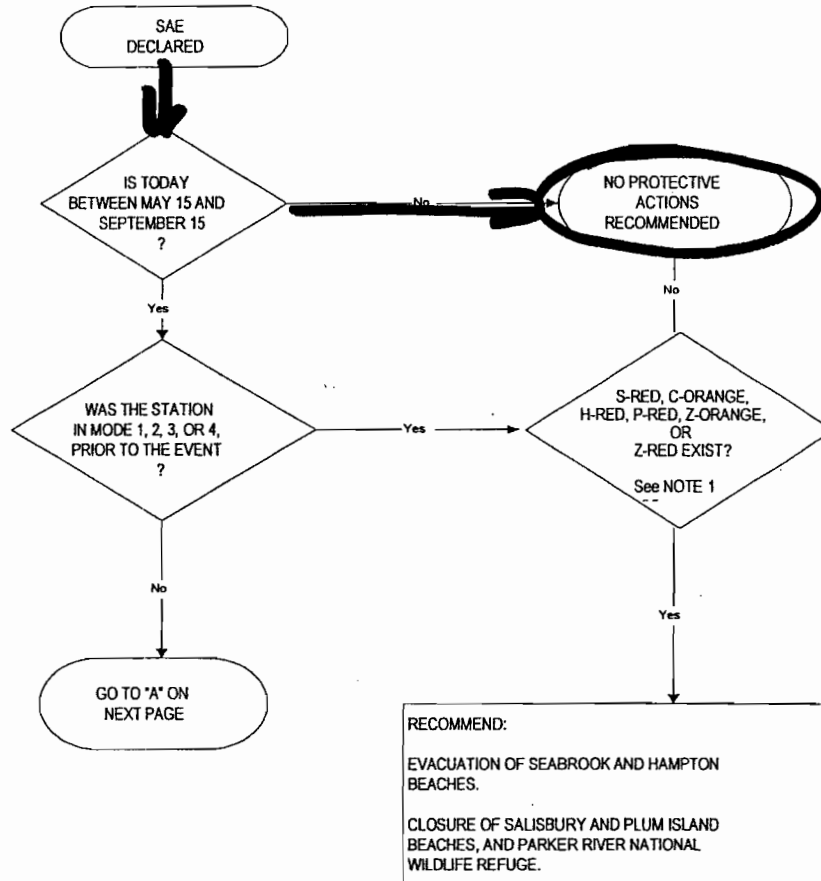 SAE
DECLARED
IS TODAY
BETWEEN MAY 15 AND
SEPTEMBER 15
?
No
NO PROTECTIVE
ACTIONS
RECOMMENDED
Yes
No
WAS THE STATION
IN MODE 1, 2, 3, OR 4,
PRIOR TO THE EVENT
?
Yes
S-RED, C-ORANGE,
H-RED, P-RED, Z-ORANGE,
OR
Z-RED EXIST?
See NOTE 1
No
Yes
GO TO "A" ON
NEXT PAGE
RECOMMEND:
EVACUATION OF SEABROOK AND HAMPTON
BEACHES.
CLOSURE OF SALISBURY AND PLUM ISLAND
BEACHES, AND PARKER RIVER NATIONAL
WILDLIFE REFUGE.